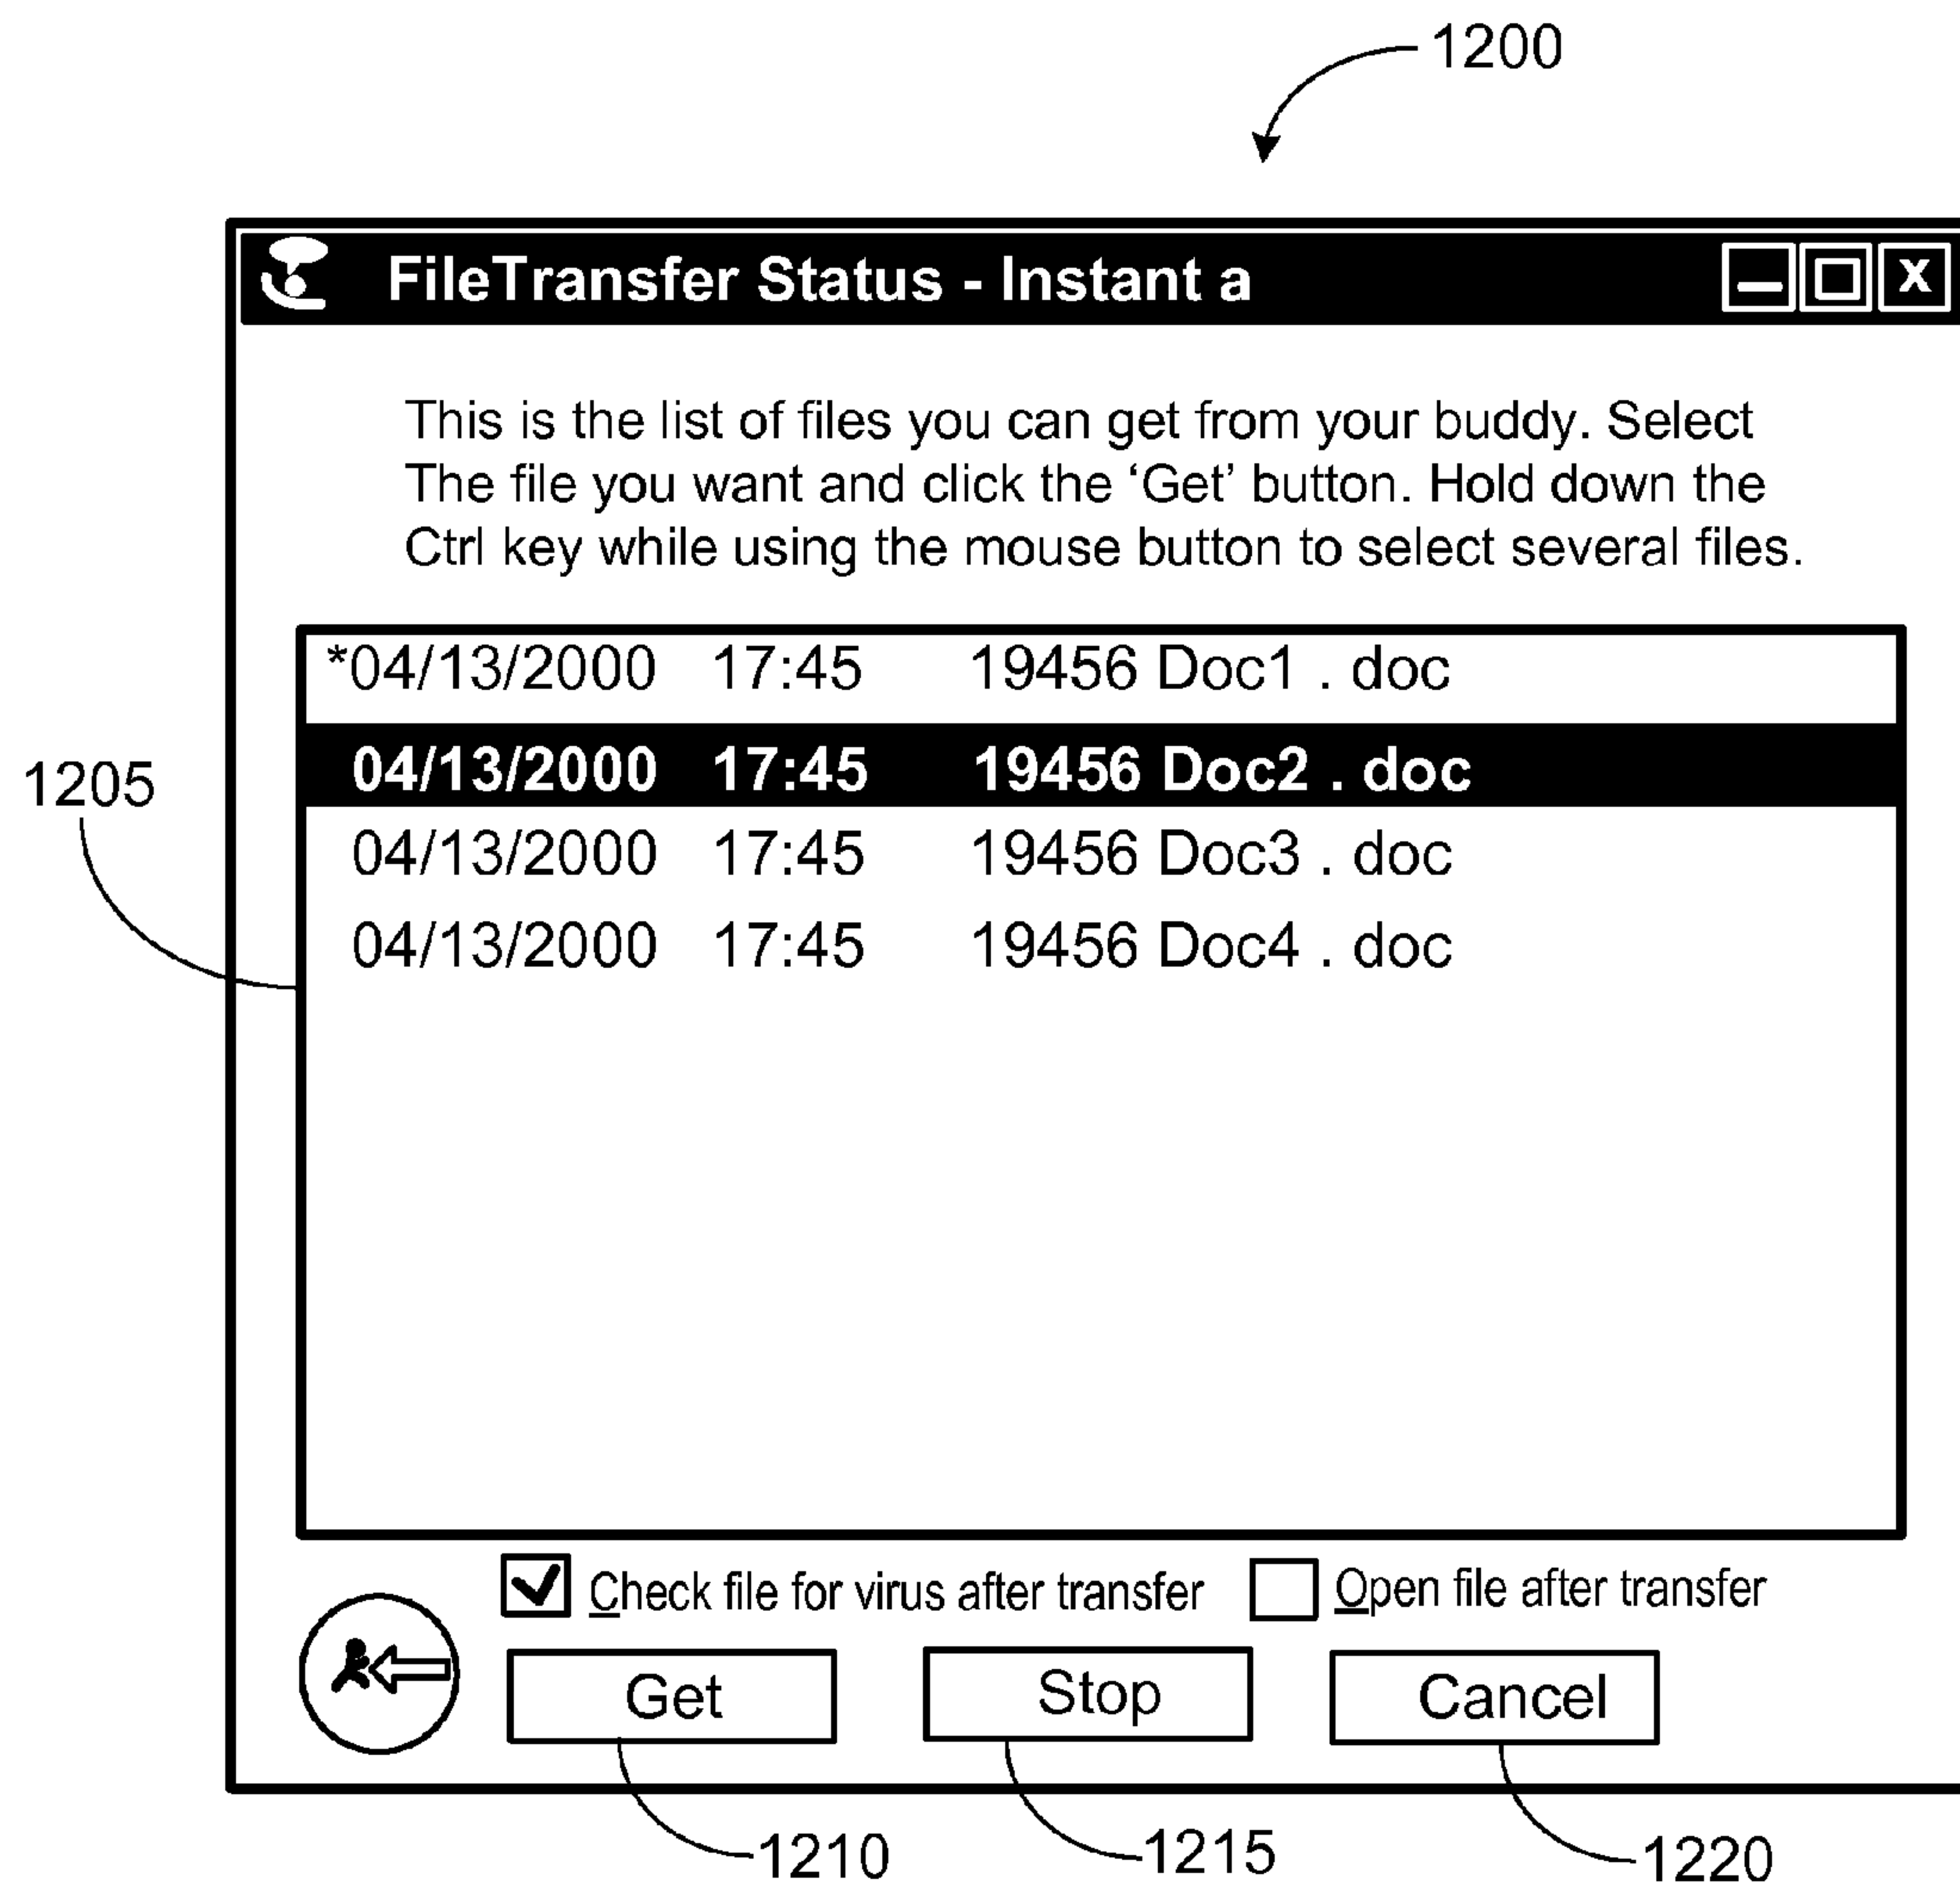 1200
FileTransfer Status - Instant a
X
This is the list of files you can get from your buddy. Select
The file you want and click the ‘Get’ button. Hold down the
Ctrl key while using the mouse button to select several files.
*04/13/2000 17:45 19456 Doc1 . doc
04/13/2000 17:45 19456 Doc2 . doc
1205
04/13/2000 17:45 19456 Doc3 . doc
04/13/2000 17:45 19456 Doc4 . doc
Check file for virus after transfer Open file after transfer
Get Stop Cancel
1210 1215 1220